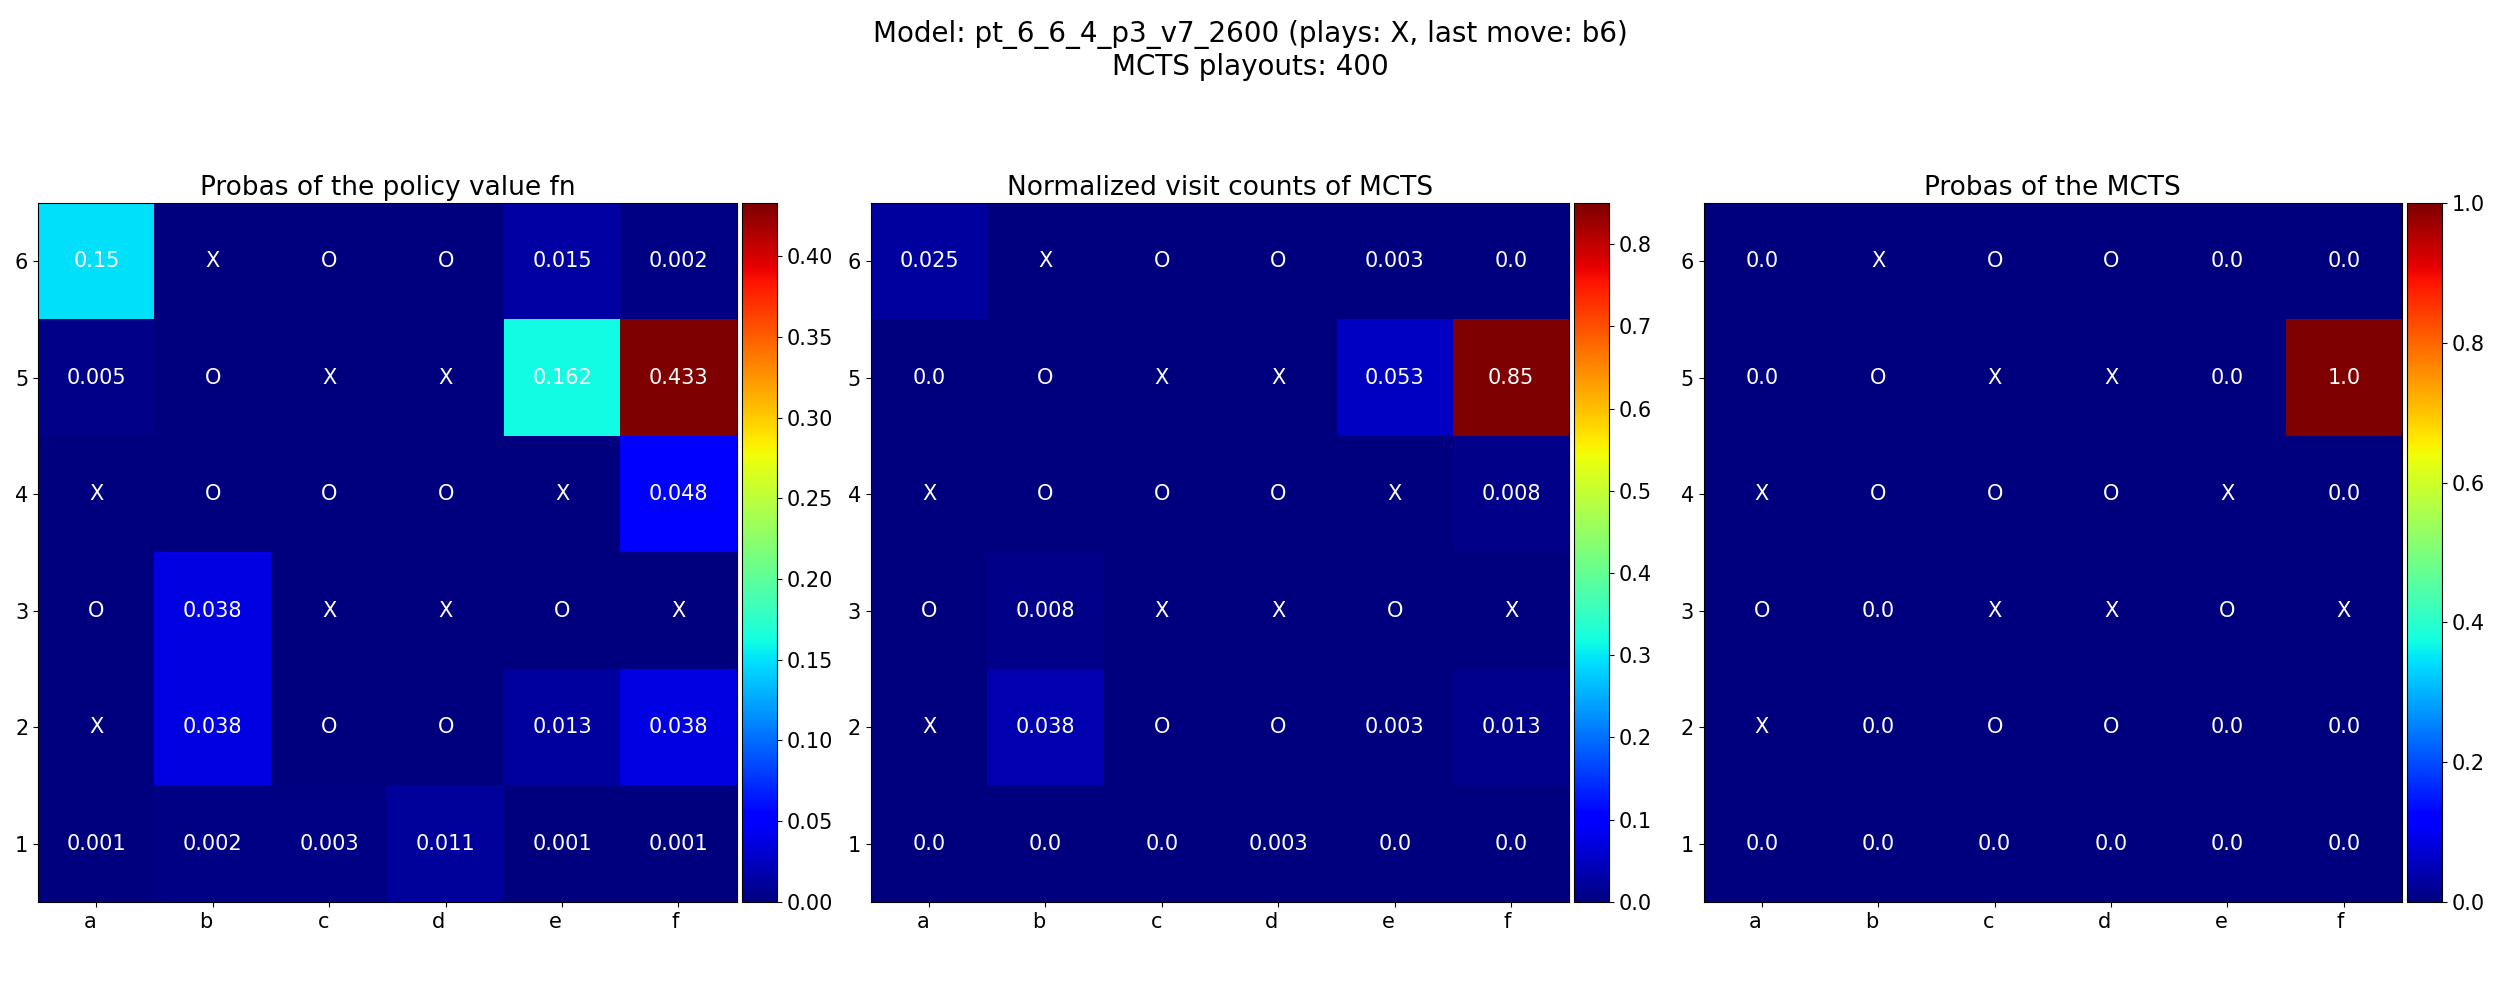 Model: pt_6_6_4_p3_v7_2600 (plays: X, last move: b6)
MCTS playouts: 400
Probas of the policy value fn
6 0.15 X O O 0.015 0.002
5 0.005 O X X 0.162 0.433
4 X O O O X 0.048
3 O 0.038 X X O X
2 X 0.038 O O 0.013 0.038
1 0.001 0.002 0.003 0.011 0.001 0.001
a b c d e f
0.40
0.35
0.30
0.25
0.20
0.15
0.10
0.05
0.00
Normalized visit counts of MCTS
6 0.025 X O O 0.003 0.0
5 0.0 O X X 0.053 0.85
4 X O O O X 0.008
3 O 0.008 X X O X
2 X 0.038 O O 0.003 0.013
1 0.0 0.0 0.0 0.003 0.0 0.0
a b c d e f
0.8
0.7
0.6
0.5
0.4
0.3
0.2
0.1
0.0
Probas of the MCTS
6 0.0 X O O 0.0 0.0
5 0.0 O X X 0.0 1.0
4 X O O O X 0.0
3 O 0.0 X X O X
2 X 0.0 O O 0.0 0.0
1 0.0 0.0 0.0 0.0 0.0 0.0
a b c d e f
1.0
0.8
0.6
0.4
0.2
0.0